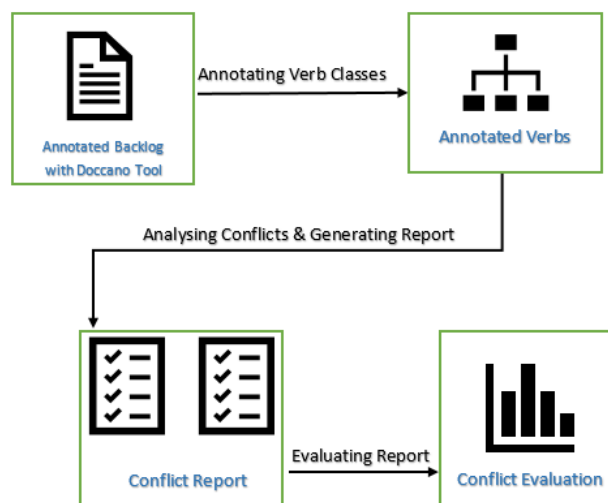 Annotating Verb Classes
Annotated Backlog
with Doccano Tool
Annotated Verbs
Analysing Conflicts & Generating Report
Evaluating Report
Conflict Report
Conflict Evaluation